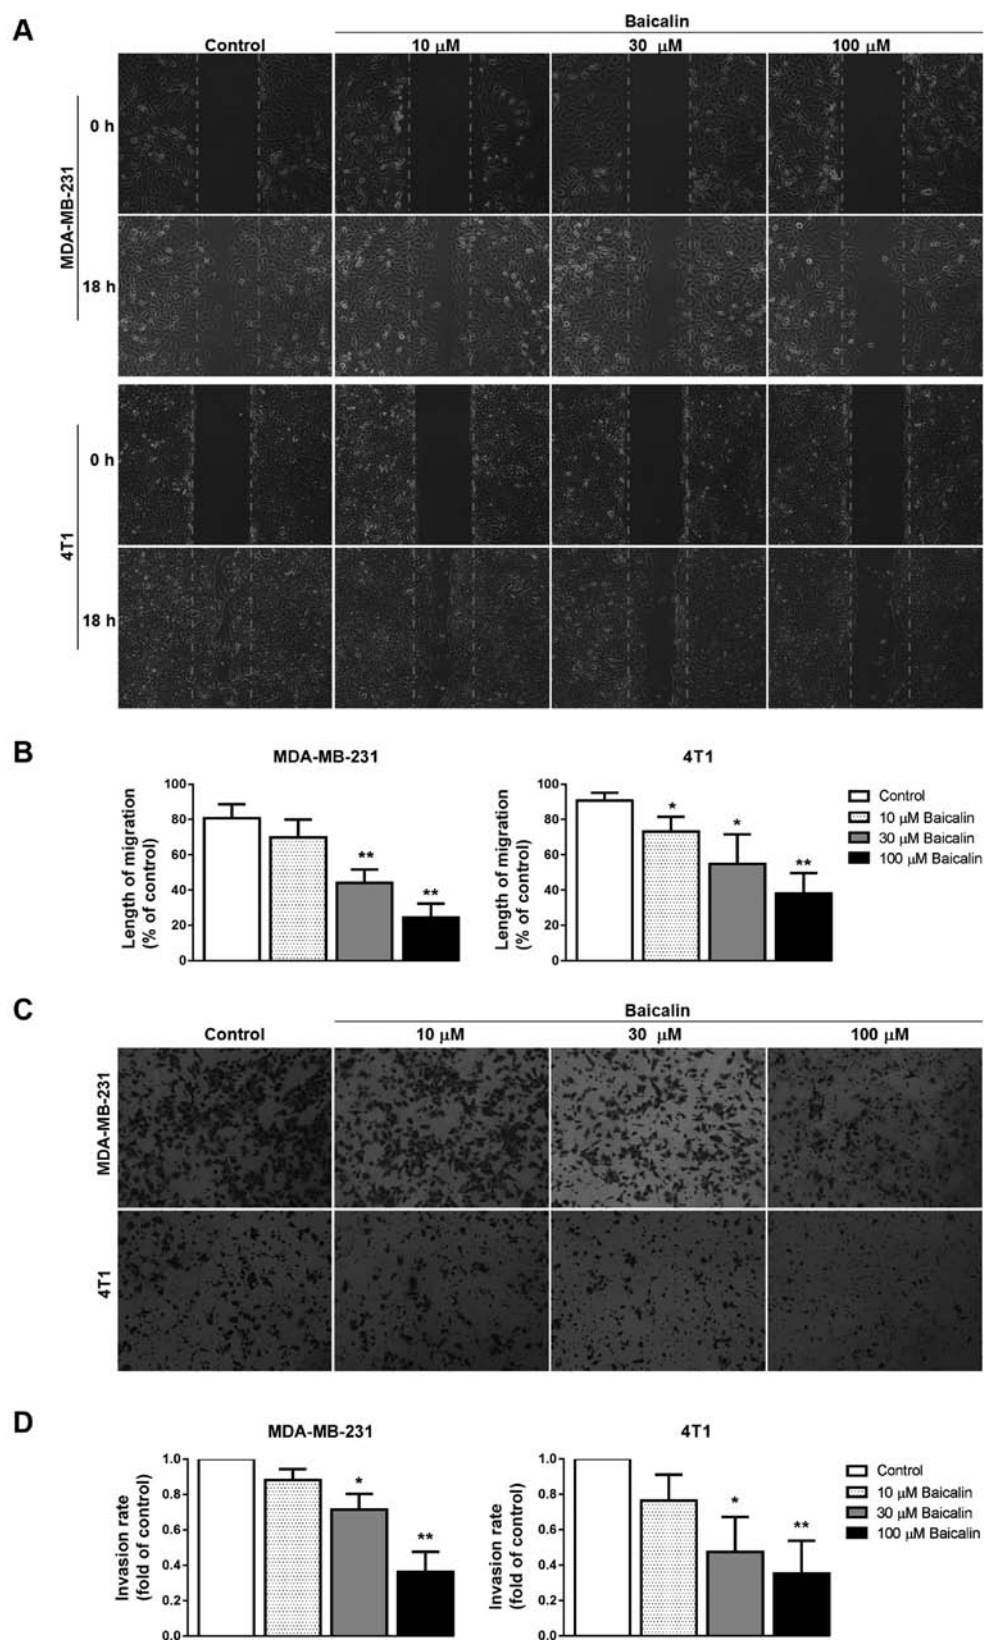 A
Baicalin
Control
10 μM
30 μM
100 μM
MDA-MB-231
0 h
18 h
4T1
0 h
18 h
B
MDA-MB-231
Length of migration
(% of control)
100
80
60
40
20
0
**
**
4T1
Length of migration
(% of control)
100
80
60
40
20
0
*
*
**
Control
10 μM Baicalin
30 μM Baicalin
100 μM Baicalin
C
Baicalin
Control
10 μM
30 μM
100 μM
MDA-MB-231
4T1
D
MDA-MB-231
Invasion rate
(fold of control)
1.0
0.8
0.6
0.4
0.2
0.0
*
**
4T1
Invasion rate
(fold of control)
1.0
0.8
0.6
0.4
0.2
0.0
*
**
Control
10 μM Baicalin
30 μM Baicalin
100 μM Baicalin